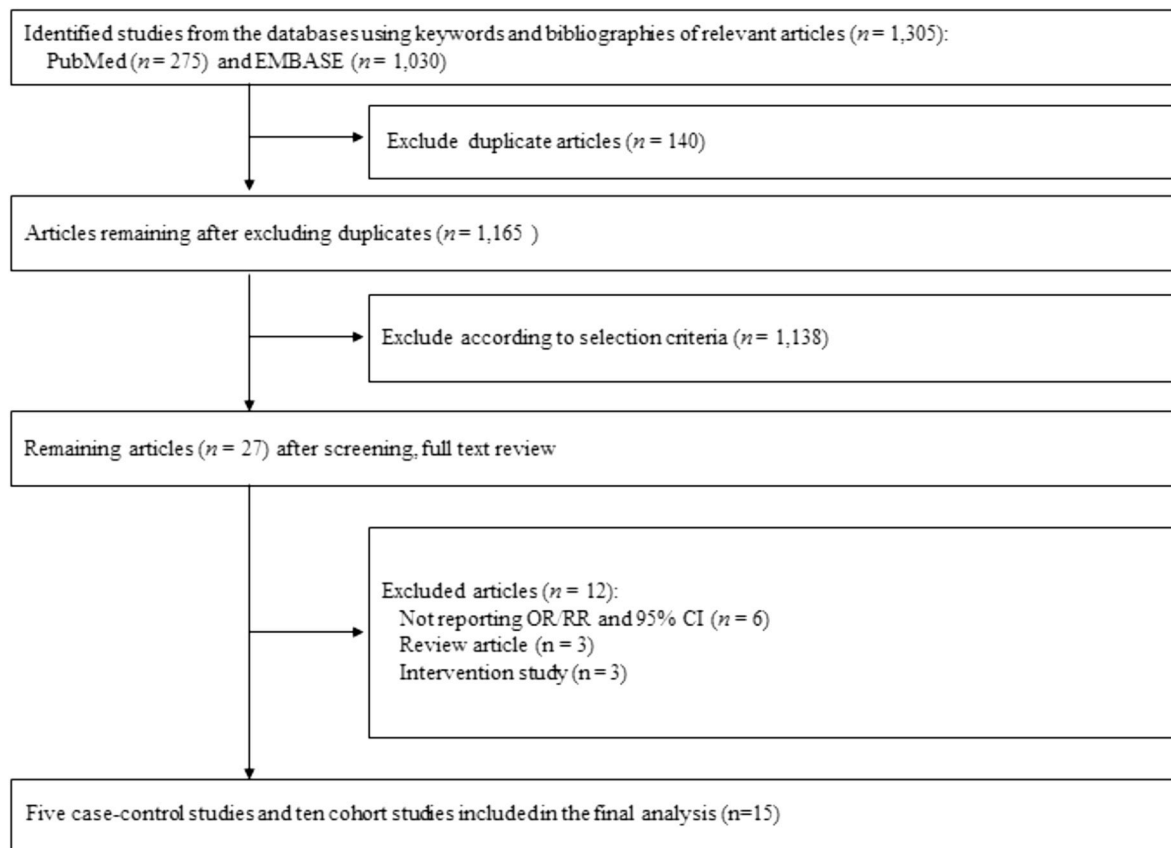 Identified studies from the databases using keywords and bibliographies of relevant articles (n = 1,305):
PubMed (n = 275) and EMBASE (n = 1,030)
Exclude duplicate articles (n = 140)
Articles remaining after excluding duplicates (n = 1,165 )
Exclude according to selection criteria (n = 1,138)
Remaining articles (n = 27) after screening, full text review
Excluded articles (n = 12):
Not reporting OR/RR and 95% CI (n = 6)
Review article (n = 3)
Intervention study (n = 3)
Five case-control studies and ten cohort studies included in the final analysis (n=15)